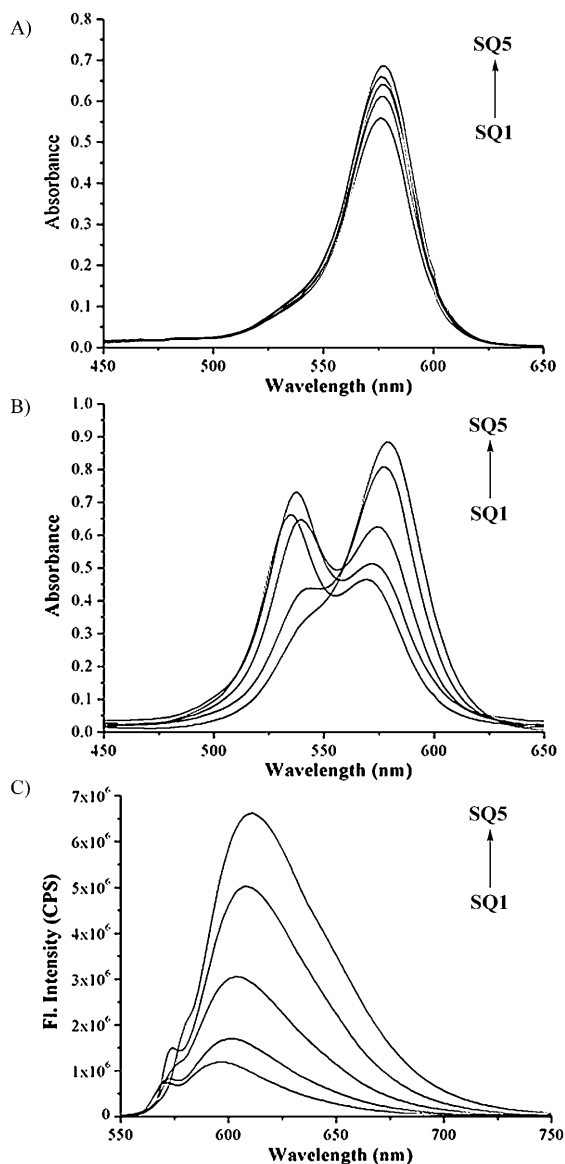 A)
SQ5
SQ1
Absorbance
0.8
0.7
0.6
0.5
0.4
0.3
0.2
0.1
0.0
450 500 550 600 650
Wavelength (nm)
B)
SQ5
SQ1
Absorbance
1.0
0.9
0.8
0.7
0.6
0.5
0.4
0.3
0.2
0.1
0.0
450 500 550 600 650
Wavelength (nm)
C)
SQ5
SQ1
Fl. Intensity (CPS)
7x10⁶
6x10⁶
5x10⁶
4x10⁶
3x10⁶
2x10⁶
1x10⁶
0
550 600 650 700 750
Wavelength (nm)